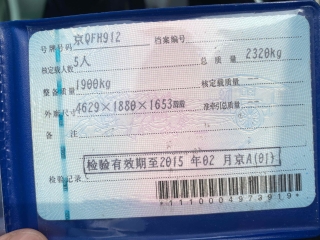 号牌号码 京QFH912 档案编号
核定载人数 5人 总质量 2320kg
整备质量 1900kg 核定载质量 --
外廓尺寸 4629×1880×1653mm 准牵引总质量 --
备注
检验有效期至2015年02月京A(01)
检验记录
*1110004973919*